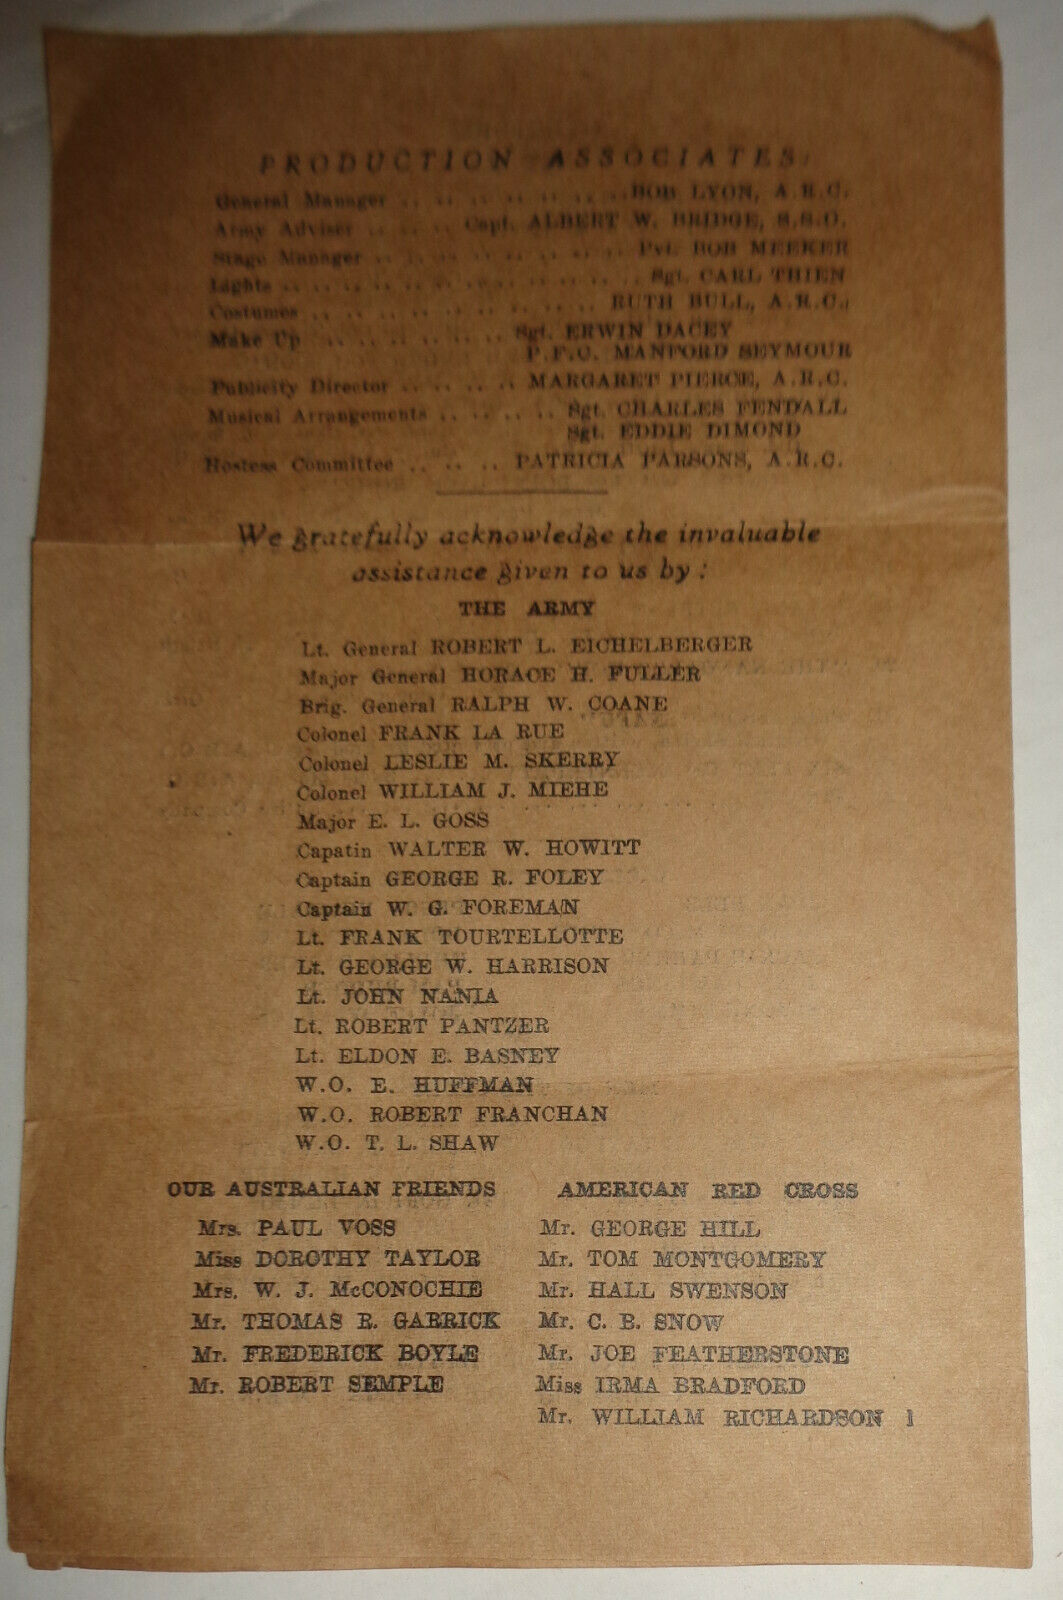 PRODUCTION ASSOCIATES
General Manager .. .. .. .. .. .. .. .. BOB LYON, A.R.C.
Army Adviser .. .. .. Capt. ALBERT W. BRIDGE, S.S.O.
Stage Manager .. .. .. .. .. .. .. .. .. Pvt. BOB MEEKER
Lights .. .. .. .. .. .. .. .. .. .. .. .. Sgt. CARL THIEN
Costumes .. .. .. .. .. .. .. .. .. RUTH BULL, A.R.C.
Make Up .. .. .. .. .. .. Sgt. ERWIN DACEY
P.F.C. MANFORD SEYMOUR
Publicity Director .. .. .. .. MARGARET PIERCE, A.R.C.
Musical Arrangements .. .. .. .. Sgt. CHARLES FENDALL
Sgt. EDDIE DIMOND
Hostess Committee .. .. .. PATRICIA PARSONS, A.R.C.
We gratefully acknowledge the invaluable
assistance given to us by :
THE ARMY
Lt. General ROBERT L. EICHELBERGER
Major General HORACE H. FULLER
Brig. General RALPH W. COANE
Colonel FRANK LA RUE
Colonel LESLIE M. SKERRY
Colonel WILLIAM J. MIEHE
Major E. L. GOSS
Capatin WALTER W. HOWITT
Captain GEORGE R. FOLEY
Captain W. G. FOREMAN
Lt. FRANK TOURTELLOTTE
Lt. GEORGE W. HARRISON
Lt. JOHN NANIA
Lt. ROBERT PANTZER
Lt. ELDON E. BASNEY
W.O. E. HUFFMAN
W.O. ROBERT FRANCHAN
W.O. T. L. SHAW
OUR AUSTRALIAN FRIENDS
Mrs. PAUL VOSS
Miss DOROTHY TAYLOR
Mrs. W. J. McCONOCHIE
Mr. THOMAS R. GARRICK
Mr. FREDERICK BOYLE
Mr. ROBERT SEMPLE
AMERICAN RED CROSS
Mr. GEORGE HILL
Mr. TOM MONTGOMERY
Mr. HALL SWENSON
Mr. C. B. SNOW
Mr. JOE FEATHERSTONE
Miss IRMA BRADFORD
Mr. WILLIAM RICHARDSON 1